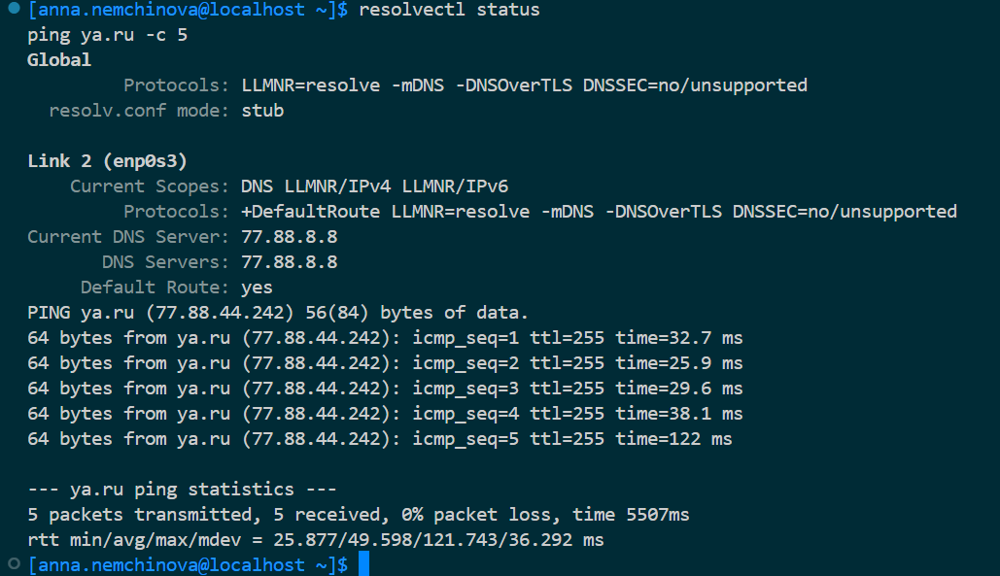 [anna.nemchinova@localhost ~]$ resolvectl status
ping ya.ru -c 5
Global
Protocols: LLMNR=resolve -mDNS -DNSOverTLS DNSSEC=no/unsupported
resolv.conf mode: stub
Link 2 (enp0s3)
Current Scopes: DNS LLMNR/IPv4 LLMNR/IPv6
Protocols: +DefaultRoute LLMNR=resolve -mDNS -DNSOverTLS DNSSEC=no/unsupported
Current DNS Server: 77.88.8.8
DNS Servers: 77.88.8.8
Default Route: yes
PING ya.ru (77.88.44.242) 56(84) bytes of data.
64 bytes from ya.ru (77.88.44.242): icmp_seq=1 ttl=255 time=32.7 ms
64 bytes from ya.ru (77.88.44.242): icmp_seq=2 ttl=255 time=25.9 ms
64 bytes from ya.ru (77.88.44.242): icmp_seq=3 ttl=255 time=29.6 ms
64 bytes from ya.ru (77.88.44.242): icmp_seq=4 ttl=255 time=38.1 ms
64 bytes from ya.ru (77.88.44.242): icmp_seq=5 ttl=255 time=122 ms
--- ya.ru ping statistics ---
5 packets transmitted, 5 received, 0% packet loss, time 5507ms
rtt min/avg/max/mdev = 25.877/49.598/121.743/36.292 ms
[anna.nemchinova@localhost ~]$